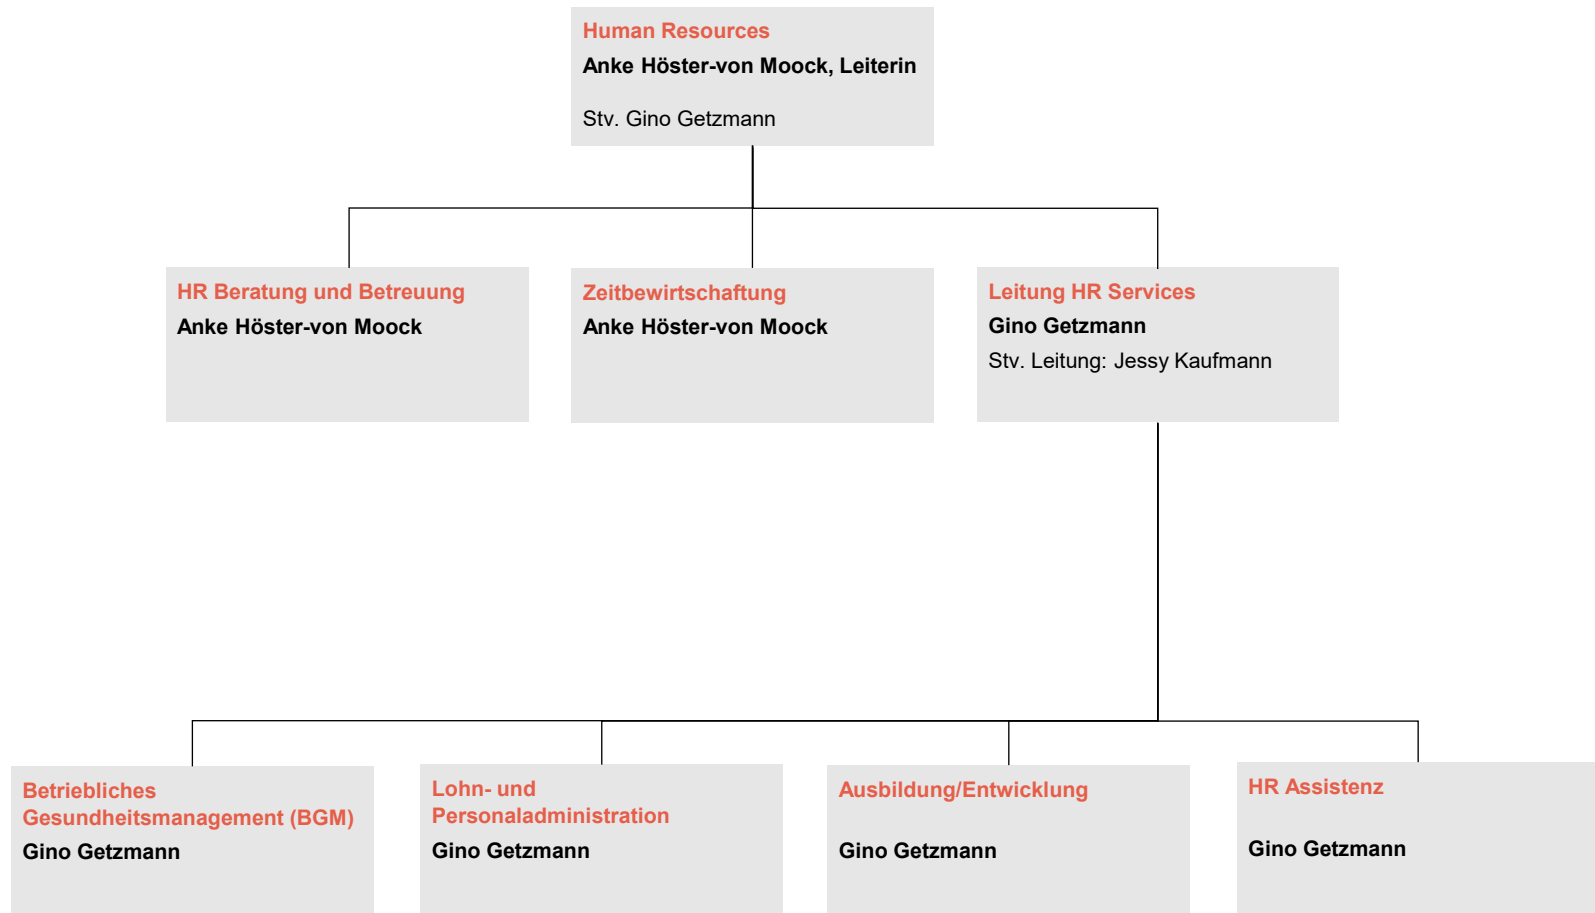 Human Resources
Anke Höster-von Moock, Leiterin
Stv. Gino Getzmann
HR Beratung und Betreuung
Anke Höster-von Moock
Zeitbewirtschaftung
Anke Höster-von Moock
Leitung HR Services
Gino Getzmann
Stv. Leitung: Jessy Kaufmann
Betriebliches
Gesundheitsmanagement (BGM)
Gino Getzmann
Lohn- und
Personaladministration
Gino Getzmann
Ausbildung/Entwicklung
Gino Getzmann
HR Assistenz
Gino Getzmann